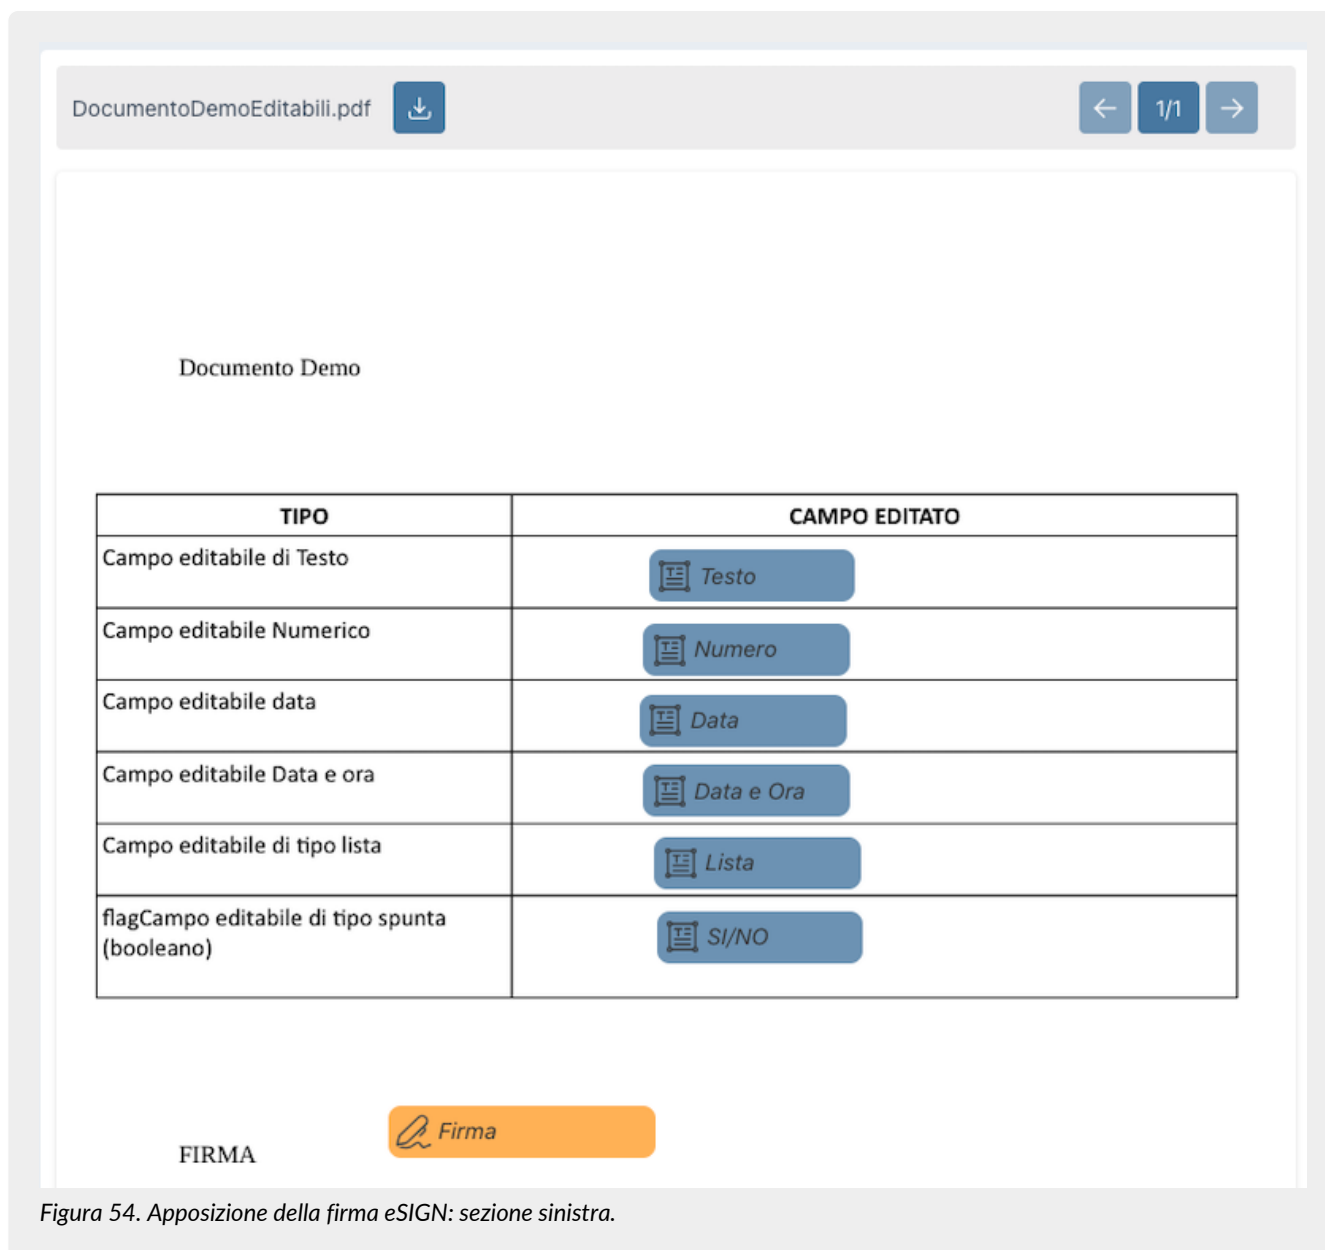 DocumentoDemoEditabili.pdf
1/1
Documento Demo
TIPO CAMPO EDITATO
Campo editabile di Testo Testo
Campo editabile Numerico Numero
Campo editabile data Data
Campo editabile Data e ora Data e Ora
Campo editabile di tipo lista Lista
flagCampo editabile di tipo spunta SI/NO
(booleano)
Firma
FIRMA
Figura 54. Apposizione della firma eSIGN: sezione sinistra.